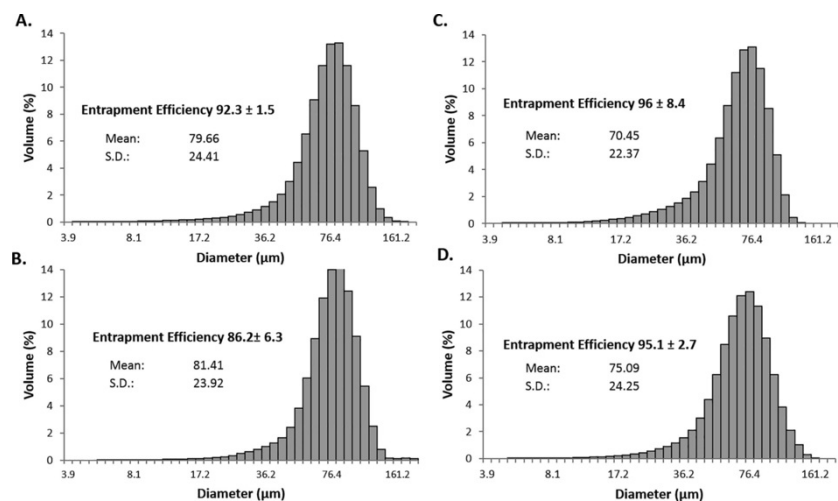 A.
14
12
10
8
6
4
2
0
Volume (%)
Entrapment Efficiency 92.3 ± 1.5
Mean: 79.66
S.D.: 24.41
3.9 8.1 17.2 36.2 76.4 161.2
Diameter (µm)
B.
14
12
10
8
6
4
2
0
Volume (%)
Entrapment Efficiency 86.2± 6.3
Mean: 81.41
S.D.: 23.92
3.9 8.1 17.2 36.2 76.4 161.2
Diameter (µm)
C.
14
12
10
8
6
4
2
0
Volume (%)
Entrapment Efficiency 96 ± 8.4
Mean: 70.45
S.D.: 22.37
3.9 8.1 17.2 36.2 76.4 161.2
Diameter (µm)
D.
14
12
10
8
6
4
2
0
Volume (%)
Entrapment Efficiency 95.1 ± 2.7
Mean: 75.09
S.D.: 24.25
3.9 8.1 17.2 36.2 76.4 161.2
Diameter (µm)